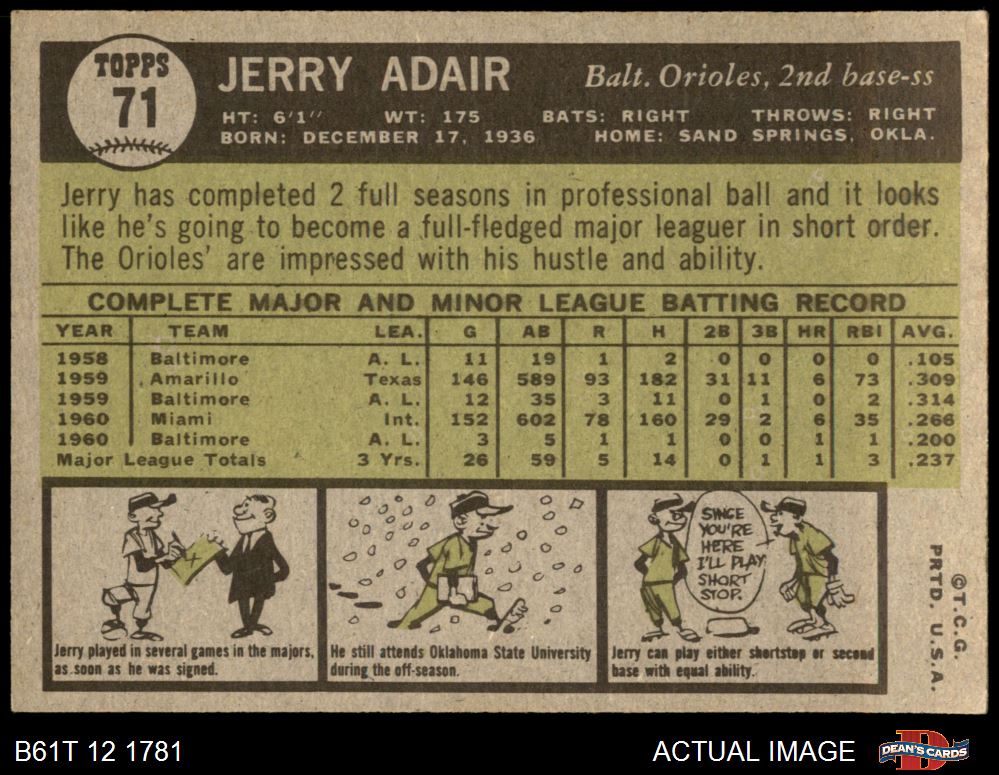 TOPPS
71
JERRY ADAIR
Balt. Orioles, 2nd base-ss
HT: 6'1" WT: 175 BATS: RIGHT THROWS: RIGHT
BORN: DECEMBER 17, 1936 HOME: SAND SPRINGS, OKLA.
Jerry has completed 2 full seasons in professional ball and it looks
like he's going to become a full-fledged major leaguer in short order.
The Orioles' are impressed with his hustle and ability.
COMPLETE MAJOR AND MINOR LEAGUE BATTING RECORD
YEAR TEAM LEA. G AB R H 2B 3B HR RBI AVG.
1958 Baltimore A. L. 11 19 1 2 0 0 0 0 .105
1959 Amarillo Texas 146 589 93 182 31 11 6 73 .309
1959 Baltimore A. L. 12 35 3 11 0 1 0 2 .314
1960 Miami Int. 152 602 78 160 29 2 6 35 .266
1960 Baltimore A. L. 3 5 1 1 0 0 1 1 .200
Major League Totals 3 Yrs. 26 59 5 14 0 1 1 3 .237
Jerry played in several games in the majors,
as soon as he was signed.
He still attends Oklahoma State University
during the off-season.
SINCE
YOU'RE
HERE
I'LL PLAY
SHORT
STOP.
Jerry can play either shortstop or second
base with equal ability.
©T.C.G.
PRTD. U.S.A.
B61T 12 1781
ACTUAL IMAGE
D
DEAN'S CARDS